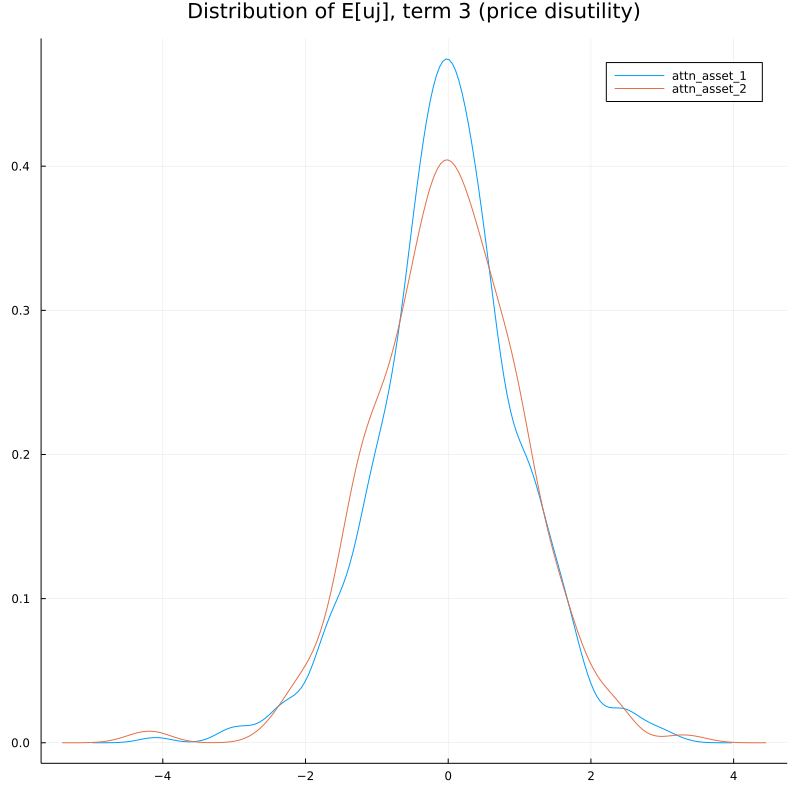 Distribution of E[uj], term 3 (price disutility)
attn_asset_1
attn_asset_2
0.4
0.3
0.2
0.1
0.0
−4 −2 0 2 4